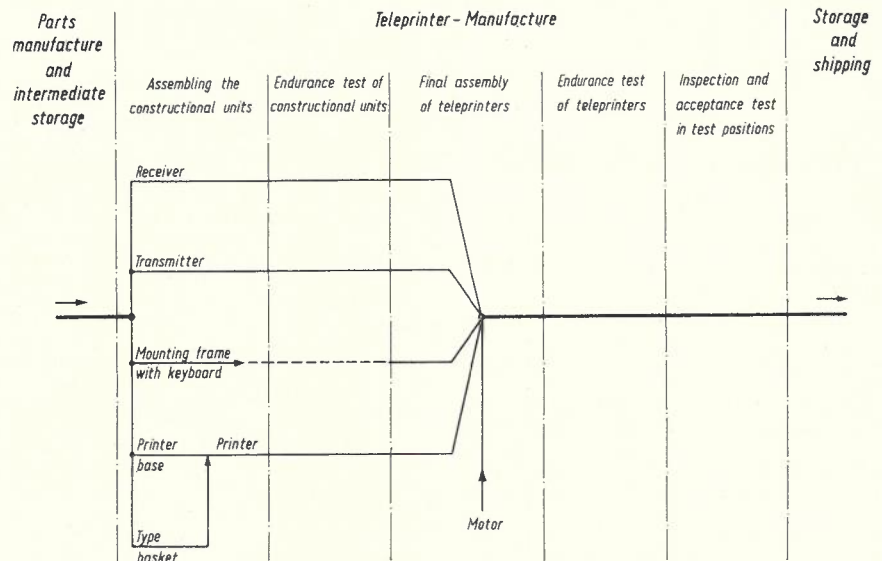 Parts
manufacture
and
intermediate
storage
Teleprinter - Manufacture
Storage
and
shipping
Assembling the
constructional units
Endurance test of
constructional units
Final assembly
of teleprinters
Endurance test
of teleprinters
Inspection and
acceptance test
in test positions
Receiver
Transmitter
Mounting frame
with keyboard
Printer
base
Printer
Type
basket
Motor